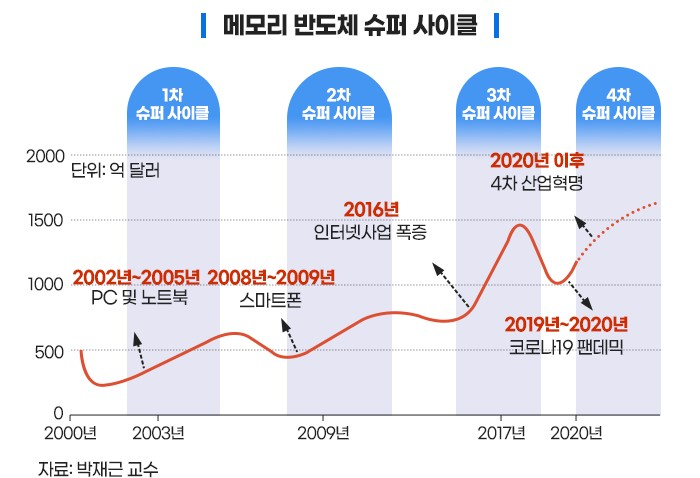 메모리 반도체 슈퍼 사이클
1차
슈퍼 사이클
2차
슈퍼 사이클
3차
슈퍼 사이클
4차
슈퍼 사이클
2000
단위: 억 달러
2020년 이후
4차 산업혁명
1500
2016년
인터넷사업 폭증
1000
2002년~2005년
PC 및 노트북
2008년~2009년
스마트폰
2019년~2020년
코로나19 팬데믹
500
0
2000년
2003년
2009년
2017년
2020년
자료: 박재근 교수